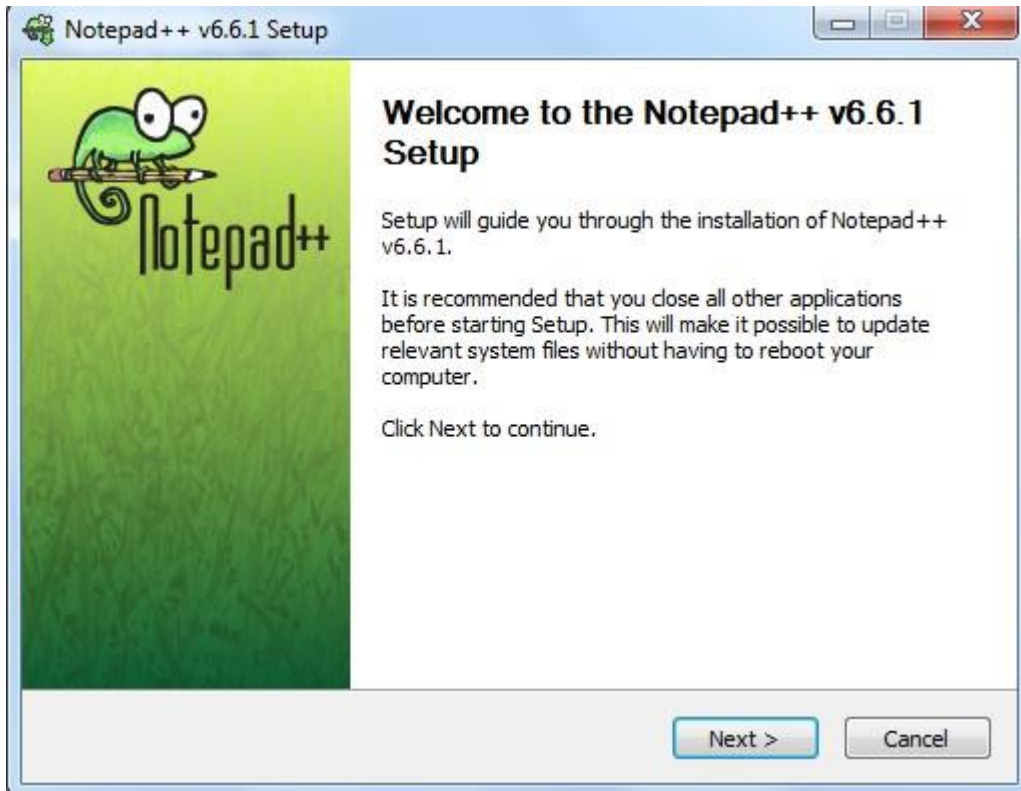 Notepad++ v6.6.1 Setup
Notepad++
Welcome to the Notepad++ v6.6.1
Setup
Setup will guide you through the installation of Notepad++
v6.6.1.
It is recommended that you close all other applications
before starting Setup. This will make it possible to update
relevant system files without having to reboot your
computer.
Click Next to continue.
Next >
Cancel